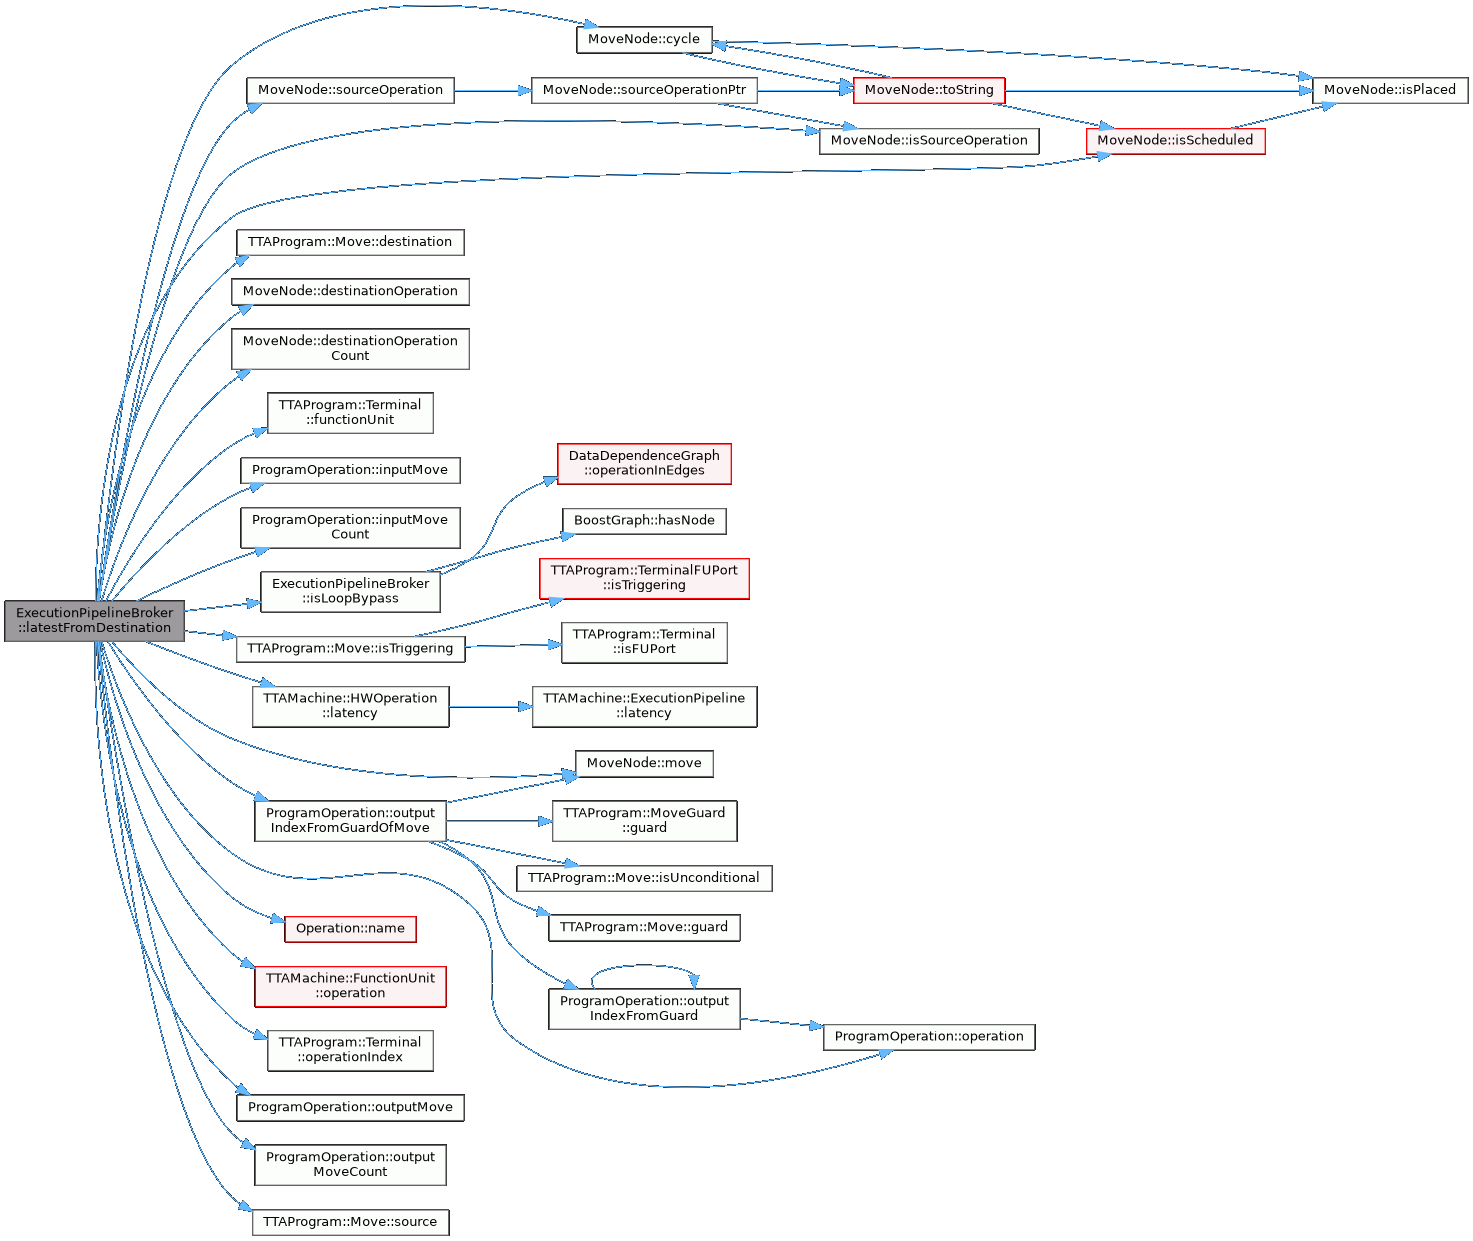 MoveNode::cycle
MoveNode::sourceOperation
MoveNode::sourceOperationPtr
MoveNode::toString
MoveNode::isPlaced
MoveNode::isSourceOperation
MoveNode::isScheduled
TTAProgram::Move::destination
MoveNode::destinationOperation
MoveNode::destinationOperation
Count
TTAProgram::Terminal
::functionUnit
ProgramOperation::inputMove
DataDependenceGraph
::operationInEdges
ProgramOperation::inputMove
Count
BoostGraph::hasNode
ExecutionPipelineBroker
::isLoopBypass
TTAProgram::TerminalFUPort
::isTriggering
ExecutionPipelineBroker
::latestFromDestination
TTAProgram::Move::isTriggering
TTAProgram::Terminal
::isFUPort
TTAMachine::HWOperation
::latency
TTAMachine::ExecutionPipeline
::latency
MoveNode::move
ProgramOperation::output
IndexFromGuardOfMove
TTAProgram::MoveGuard
::guard
TTAProgram::Move::isUnconditional
Operation::name
TTAProgram::Move::guard
TTAMachine::FunctionUnit
::operation
ProgramOperation::output
IndexFromGuard
ProgramOperation::operation
TTAProgram::Terminal
::operationIndex
ProgramOperation::outputMove
ProgramOperation::output
MoveCount
TTAProgram::Move::source